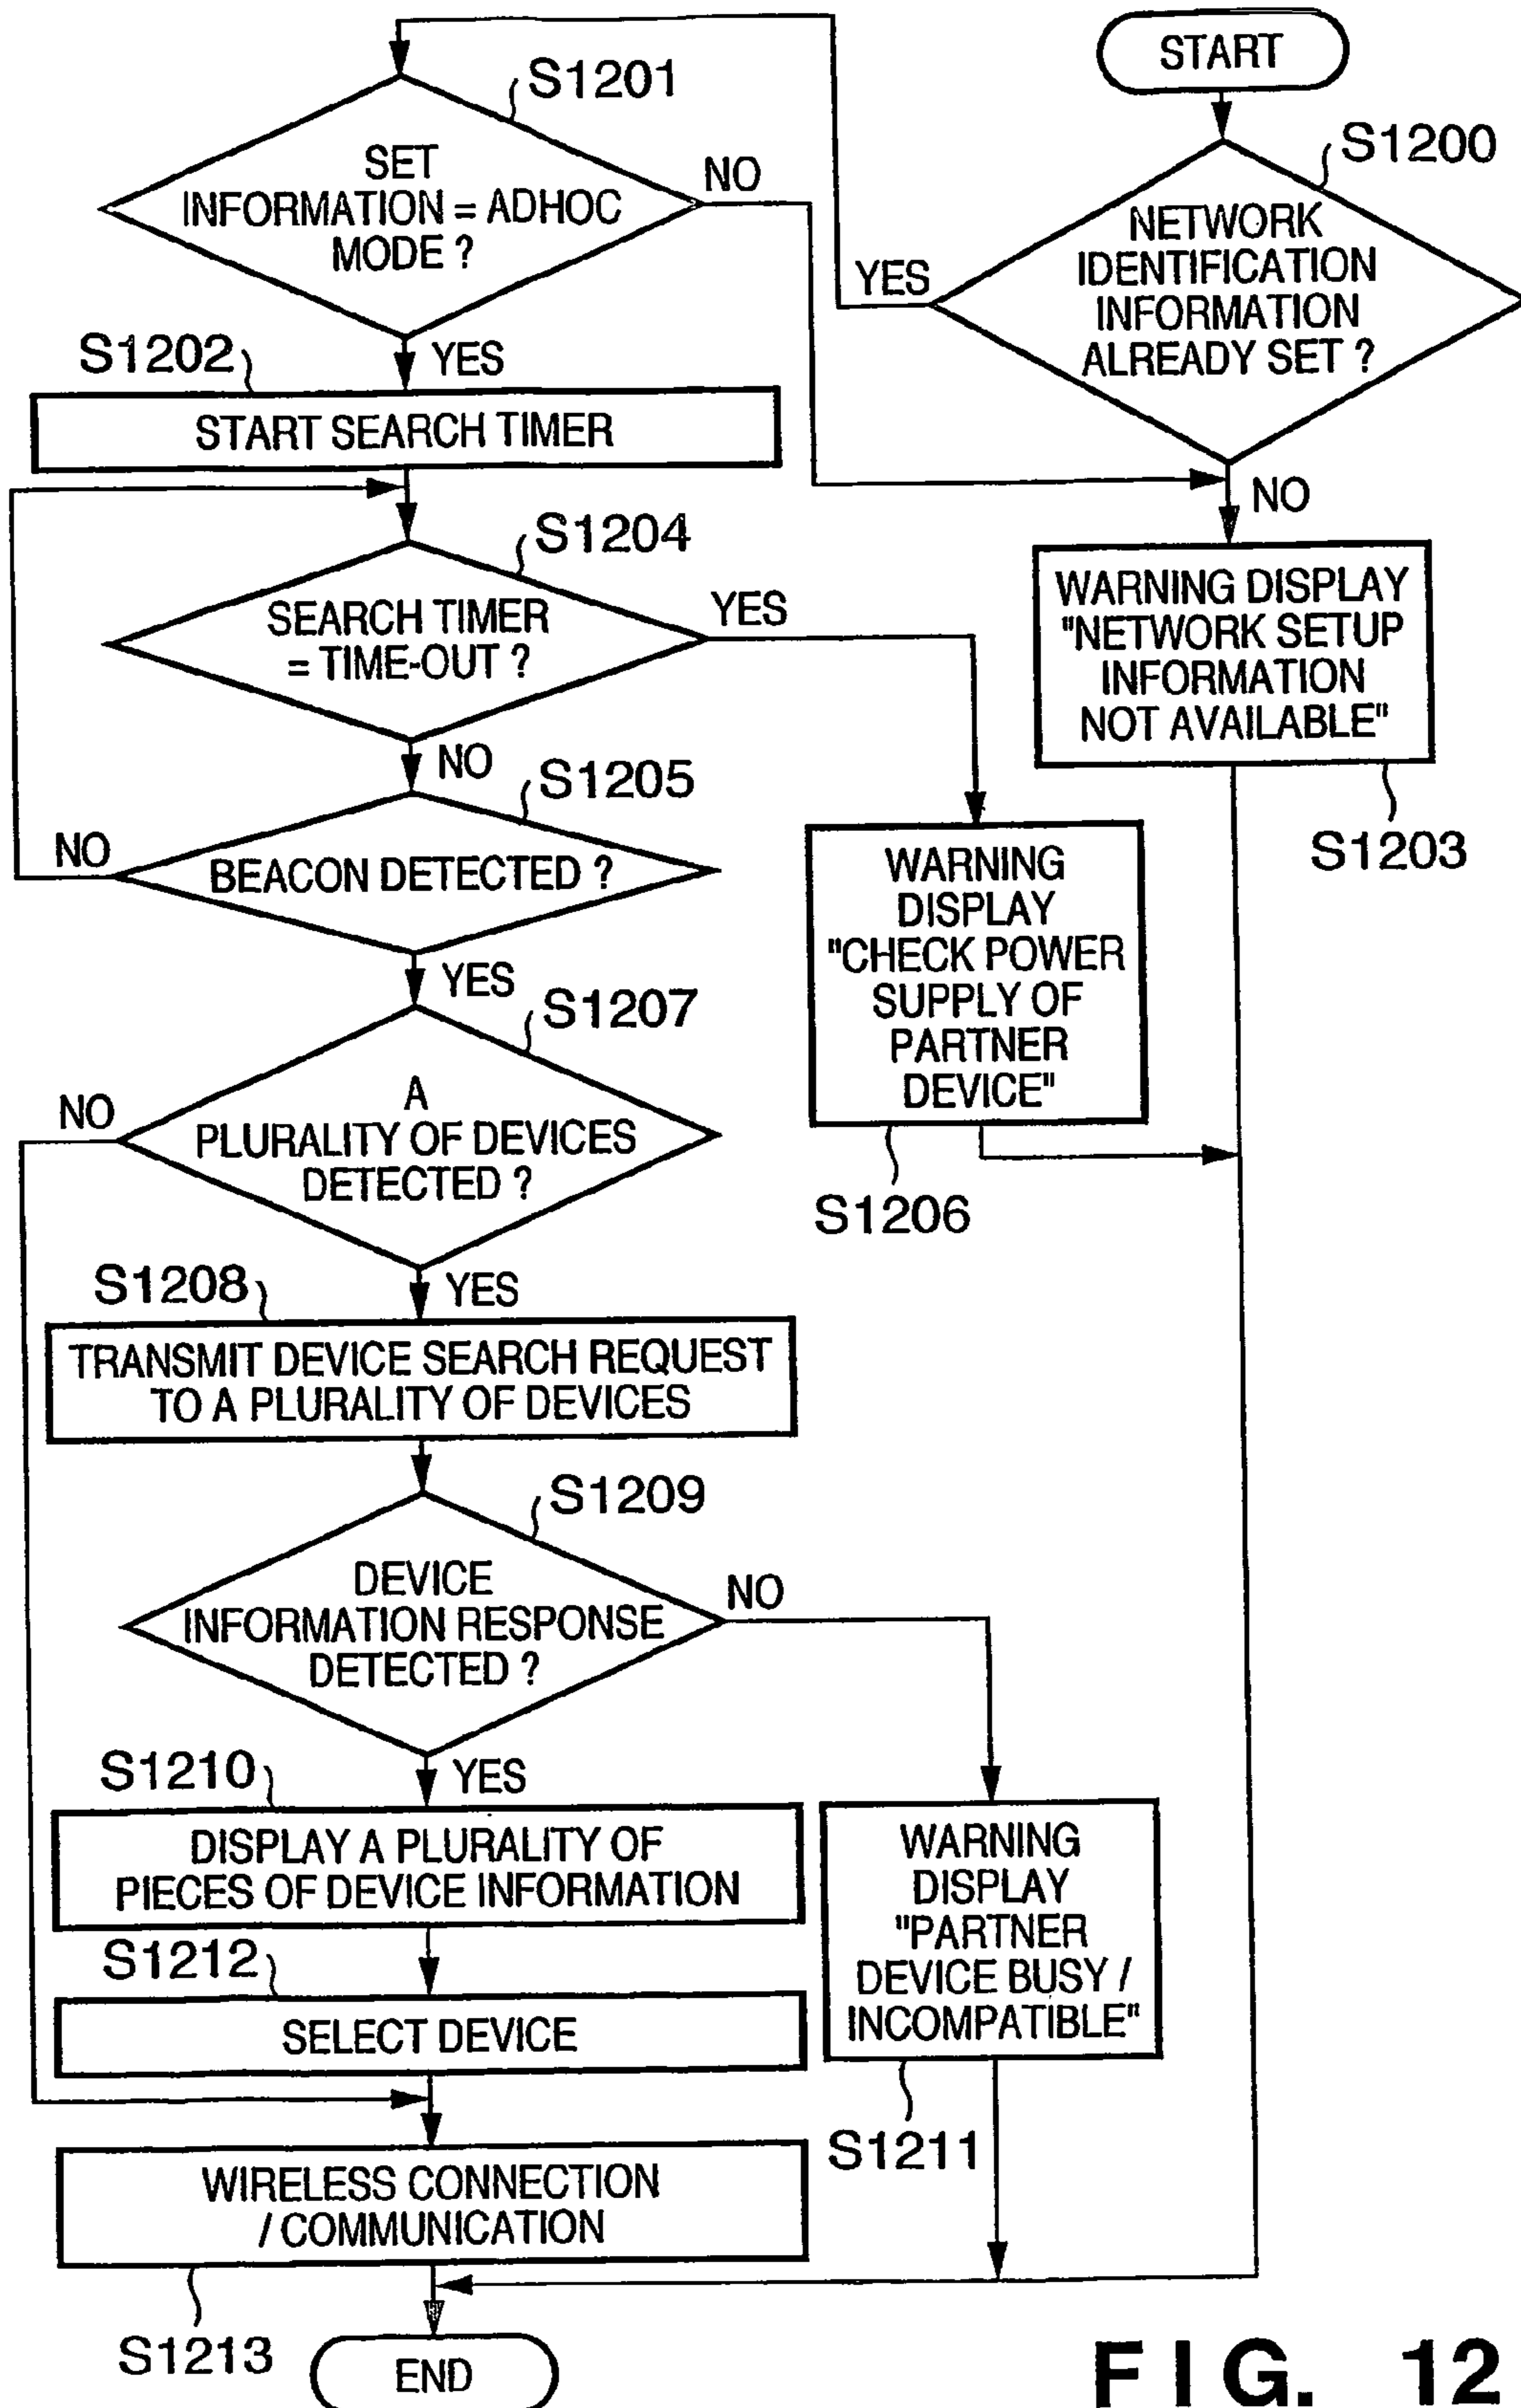 START
S1200
NETWORK
IDENTIFICATION
INFORMATION
ALREADY SET ?
YES
NO
S1201
SET
INFORMATION = ADHOC
MODE ?
NO
YES
S1202
START SEARCH TIMER
WARNING DISPLAY
"NETWORK SETUP
INFORMATION
NOT AVAILABLE"
S1203
S1204
SEARCH TIMER
= TIME-OUT ?
YES
NO
S1205
BEACON DETECTED ?
NO
YES
WARNING
DISPLAY
"CHECK POWER
SUPPLY OF
PARTNER
DEVICE"
S1206
S1207
A
PLURALITY OF DEVICES
DETECTED ?
NO
YES
S1208
TRANSMIT DEVICE SEARCH REQUEST
TO A PLURALITY OF DEVICES
S1209
DEVICE
INFORMATION RESPONSE
DETECTED ?
NO
YES
S1210
DISPLAY A PLURALITY OF
PIECES OF DEVICE INFORMATION
WARNING
DISPLAY
"PARTNER
DEVICE BUSY /
INCOMPATIBLE"
S1211
S1212
SELECT DEVICE
WIRELESS CONNECTION
/ COMMUNICATION
S1213
END
FIG. 12